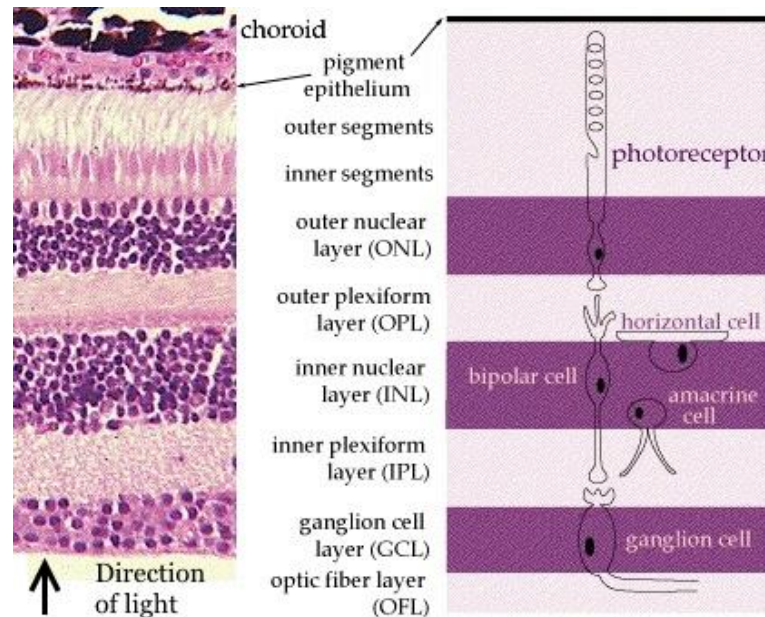 choroid
pigment
epithelium
outer segments
photoreceptor
inner segments
outer nuclear
layer (ONL)
outer plexiform
layer (OPL)
horizontal cell
inner nuclear
layer (INL)
bipolar cell
amacrine
cell
inner plexiform
layer (IPL)
ganglion cell
layer (GCL)
ganglion cell
Direction
of light
optic fiber layer
(OFL)